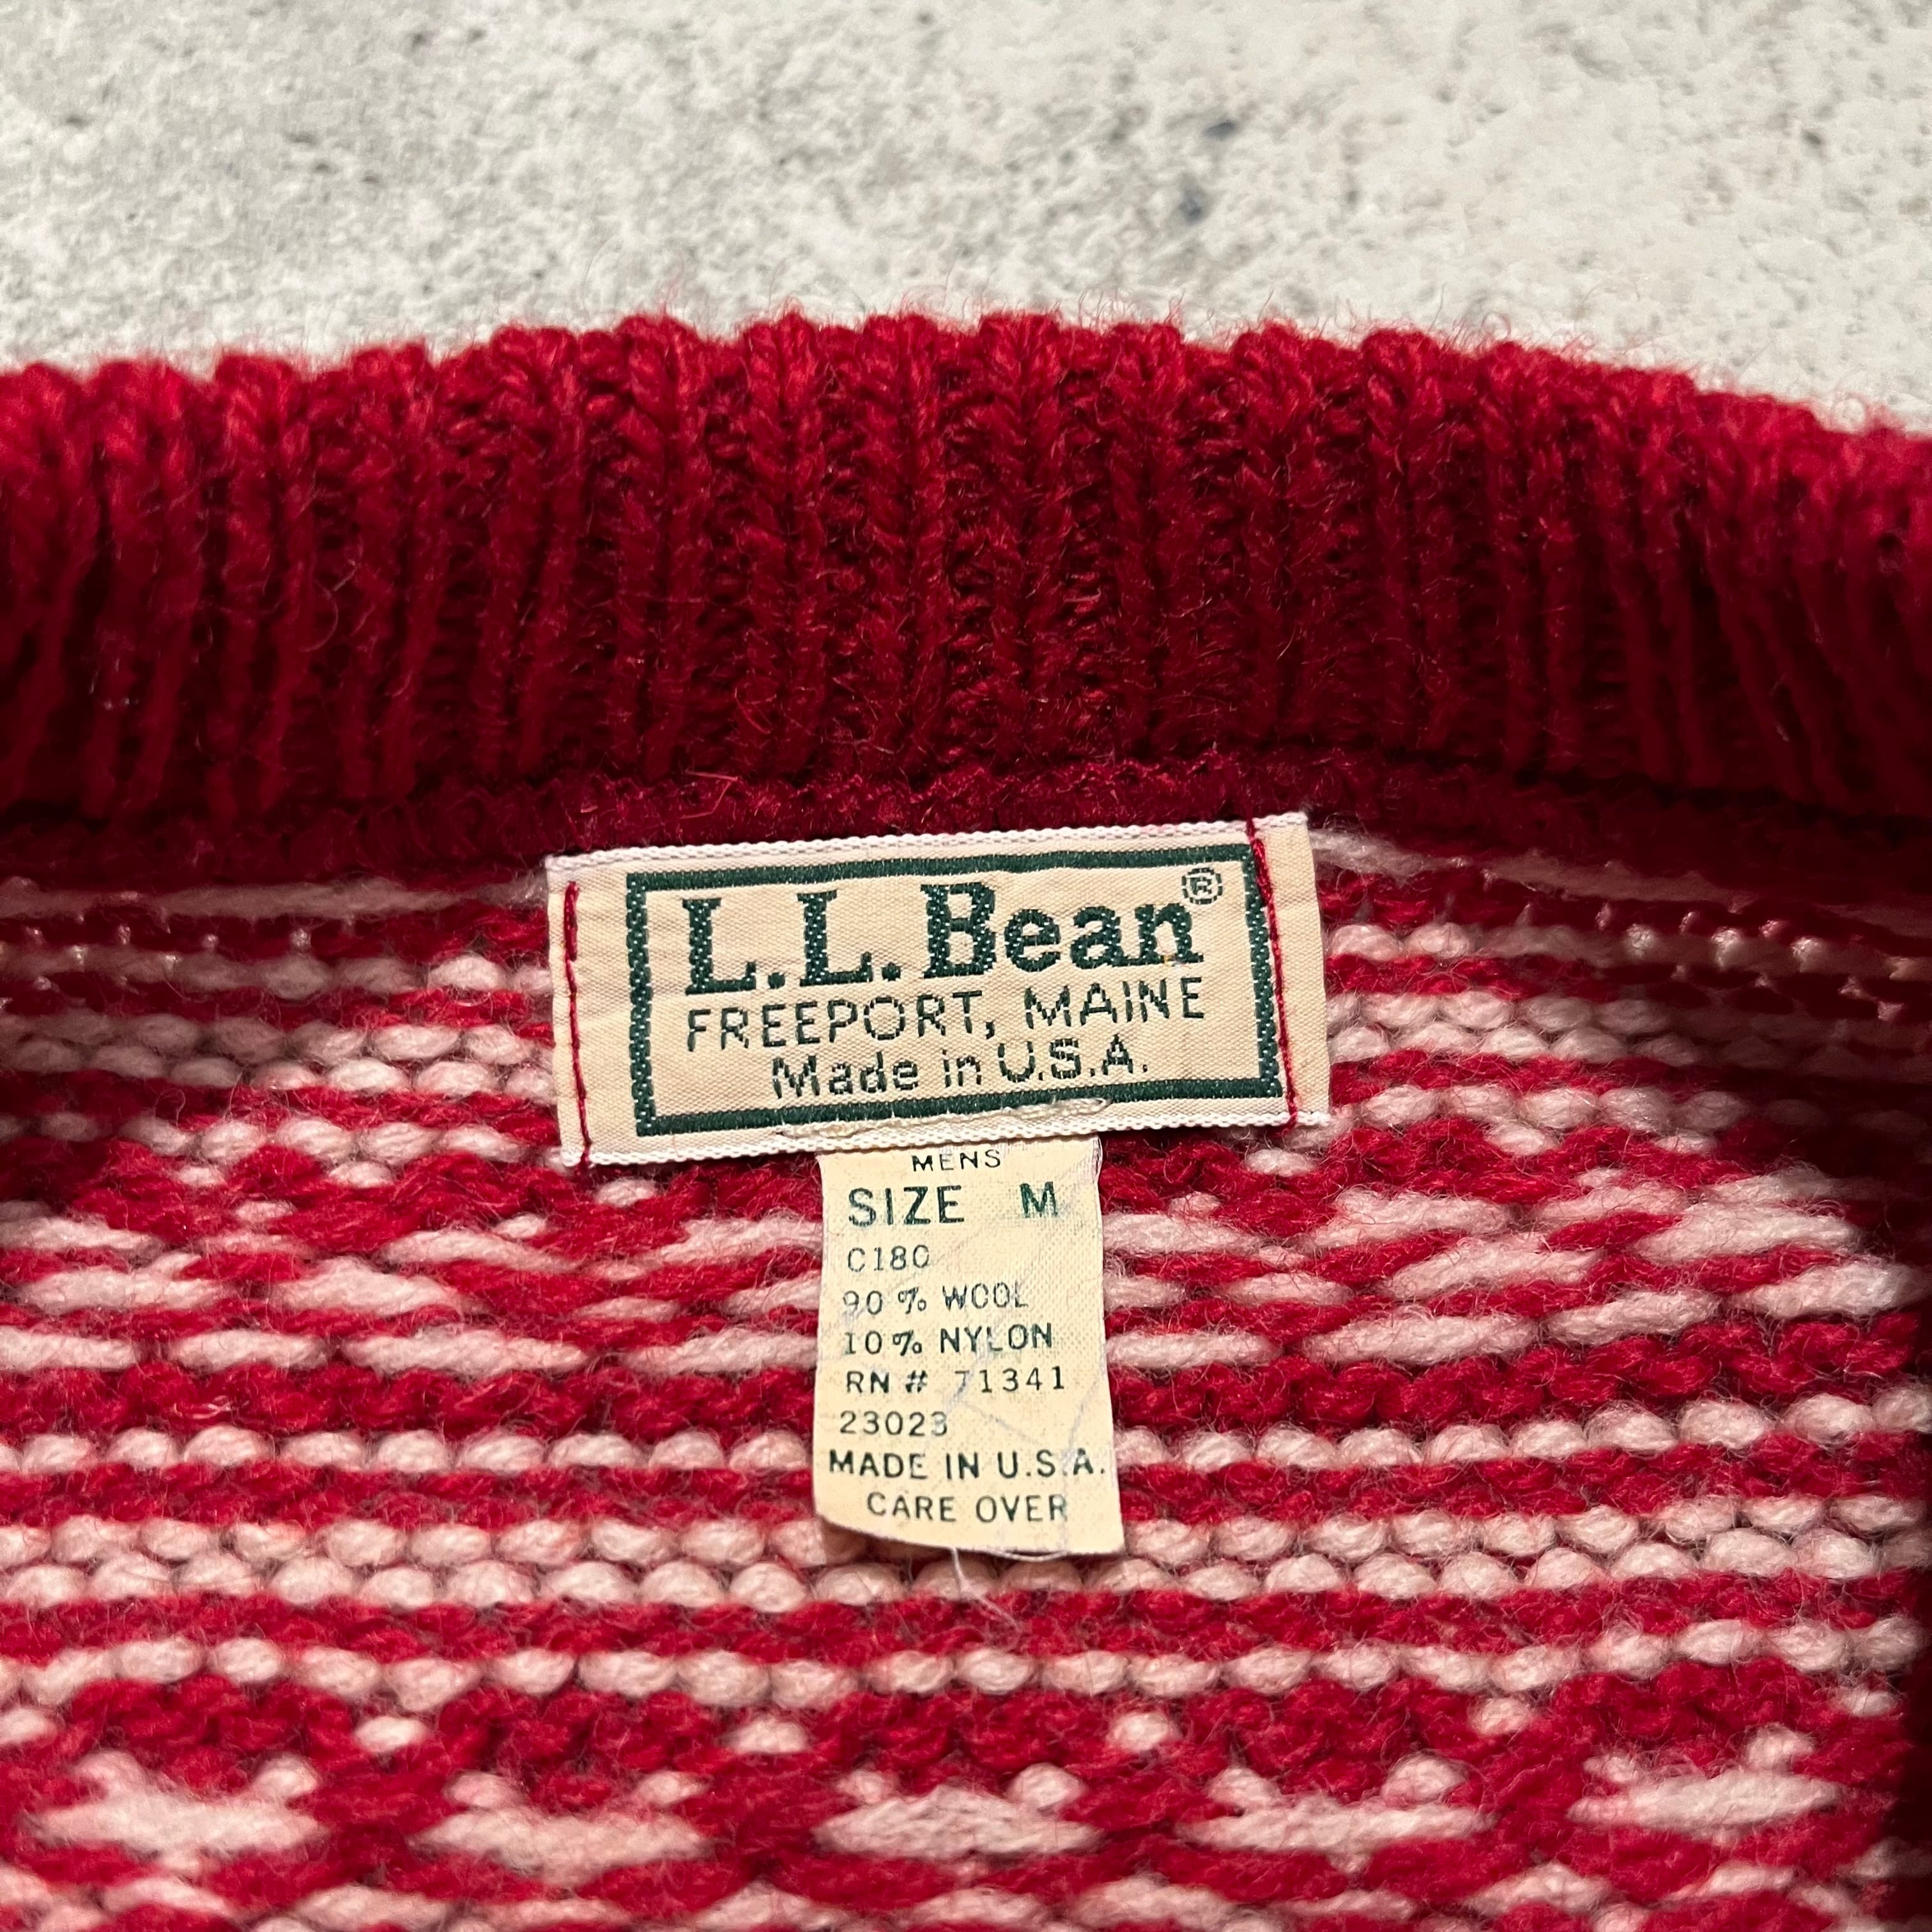 L.L.Bean®
FREEPORT, MAINE
Made in U.S.A.
MENS
SIZE M
C180
90% WOOL
10% NYLON
RN# 71341
23023
MADE IN U.S.A.
CARE OVER